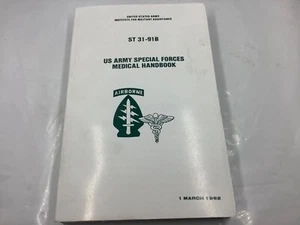 UNITED STATES ARMY
INSTITUTE FOR MILITARY ASSISTANCE
ST 31-91B
US ARMY SPECIAL FORCES
MEDICAL HANDBOOK
AIRBORNE
1 MARCH 1982